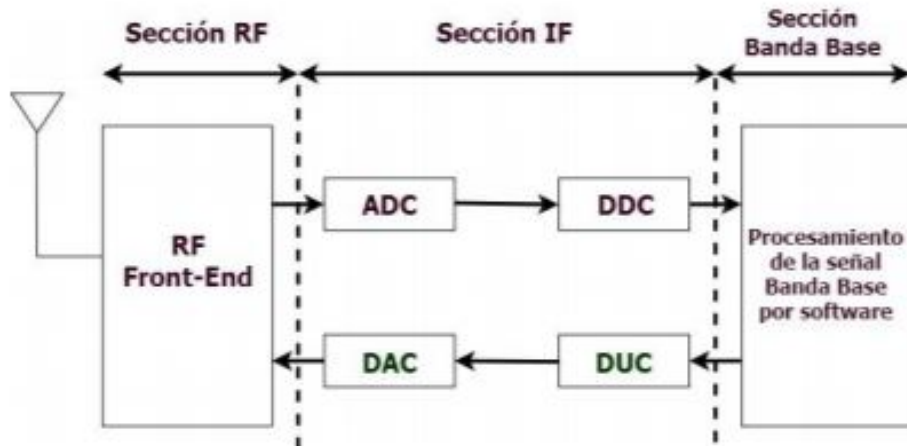 Sección RF
Sección IF
Sección
Banda Base
RF
Front-End
ADC
DDC
Procesamiento
de la señal
Banda Base
por software
DAC
DUC